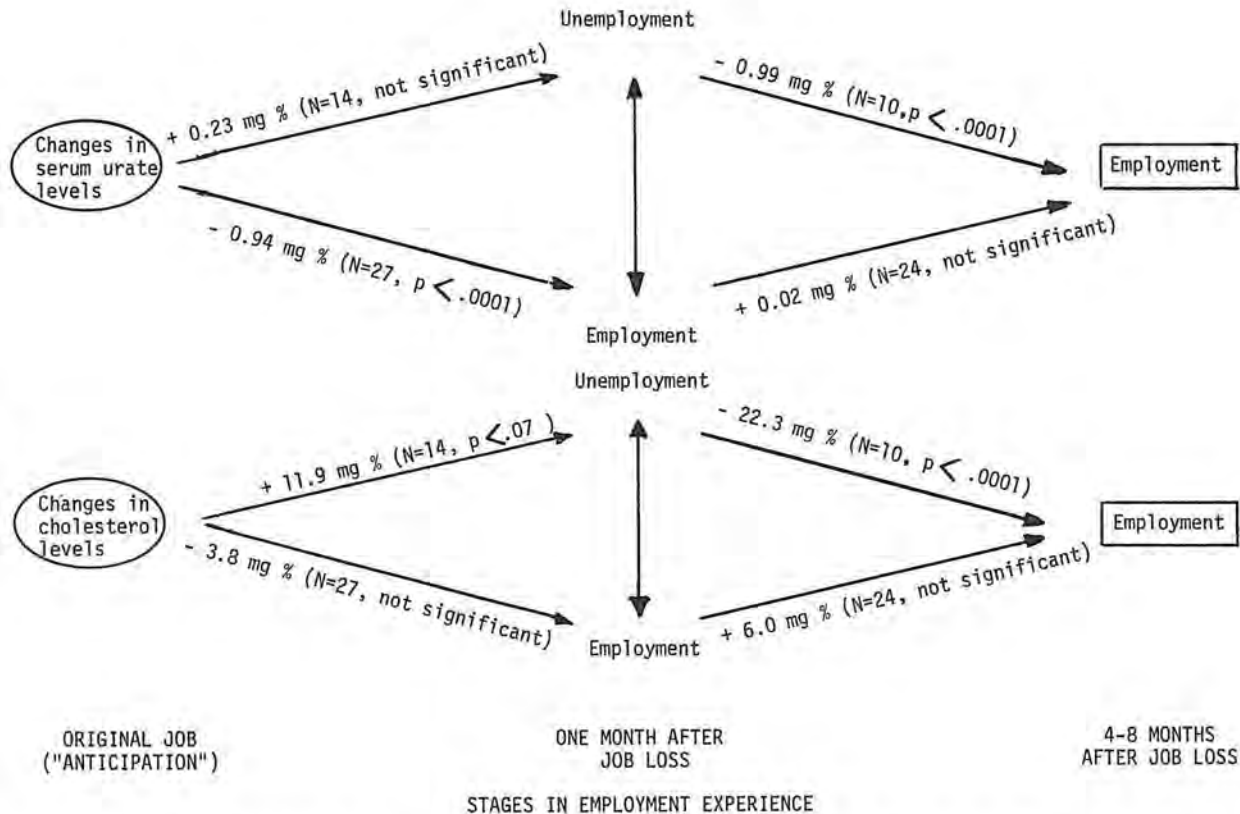 Unemployment
+ 0.23 mg % (N=14, not significant)
- 0.99 mg % (N=10,p < .0001)
Changes in
serum urate
levels
Employment
- 0.94 mg % (N=27, p < .0001)
+ 0.02 mg % (N=24, not significant)
Employment
Unemployment
+ 11.9 mg % (N=14, p <.07 )
- 22.3 mg % (N=10, p < .0001)
Changes in
cholesterol
levels
Employment
- 3.8 mg % (N=27, not significant)
+ 6.0 mg % (N=24, not significant)
Employment
ORIGINAL JOB
("ANTICIPATION")
ONE MONTH AFTER
JOB LOSS
4-8 MONTHS
AFTER JOB LOSS
STAGES IN EMPLOYMENT EXPERIENCE